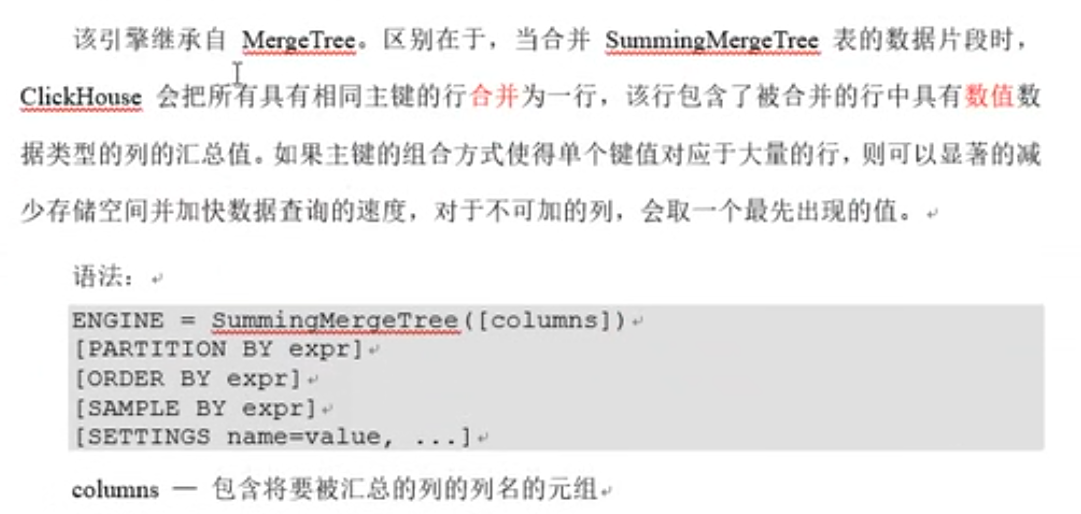 该引擎继承自 MergeTree。区别在于，当合并 SummingMergeTree 表的数据片段时，
ClickHouse 会把所有具有相同主键的行合并为一行，该行包含了被合并的行中具有数值数
据类型的列的汇总值。如果主键的组合方式使得单个键值对应于大量的行，则可以显著的减
少存储空间并加快数据查询的速度，对于不可加的列，会取一个最先出现的值。
语法：
ENGINE = SummingMergeTree([columns])
[PARTITION BY expr]
[ORDER BY expr]
[SAMPLE BY expr]
[SETTINGS name=value, ...]
columns — 包含将要被汇总的列的列名的元组